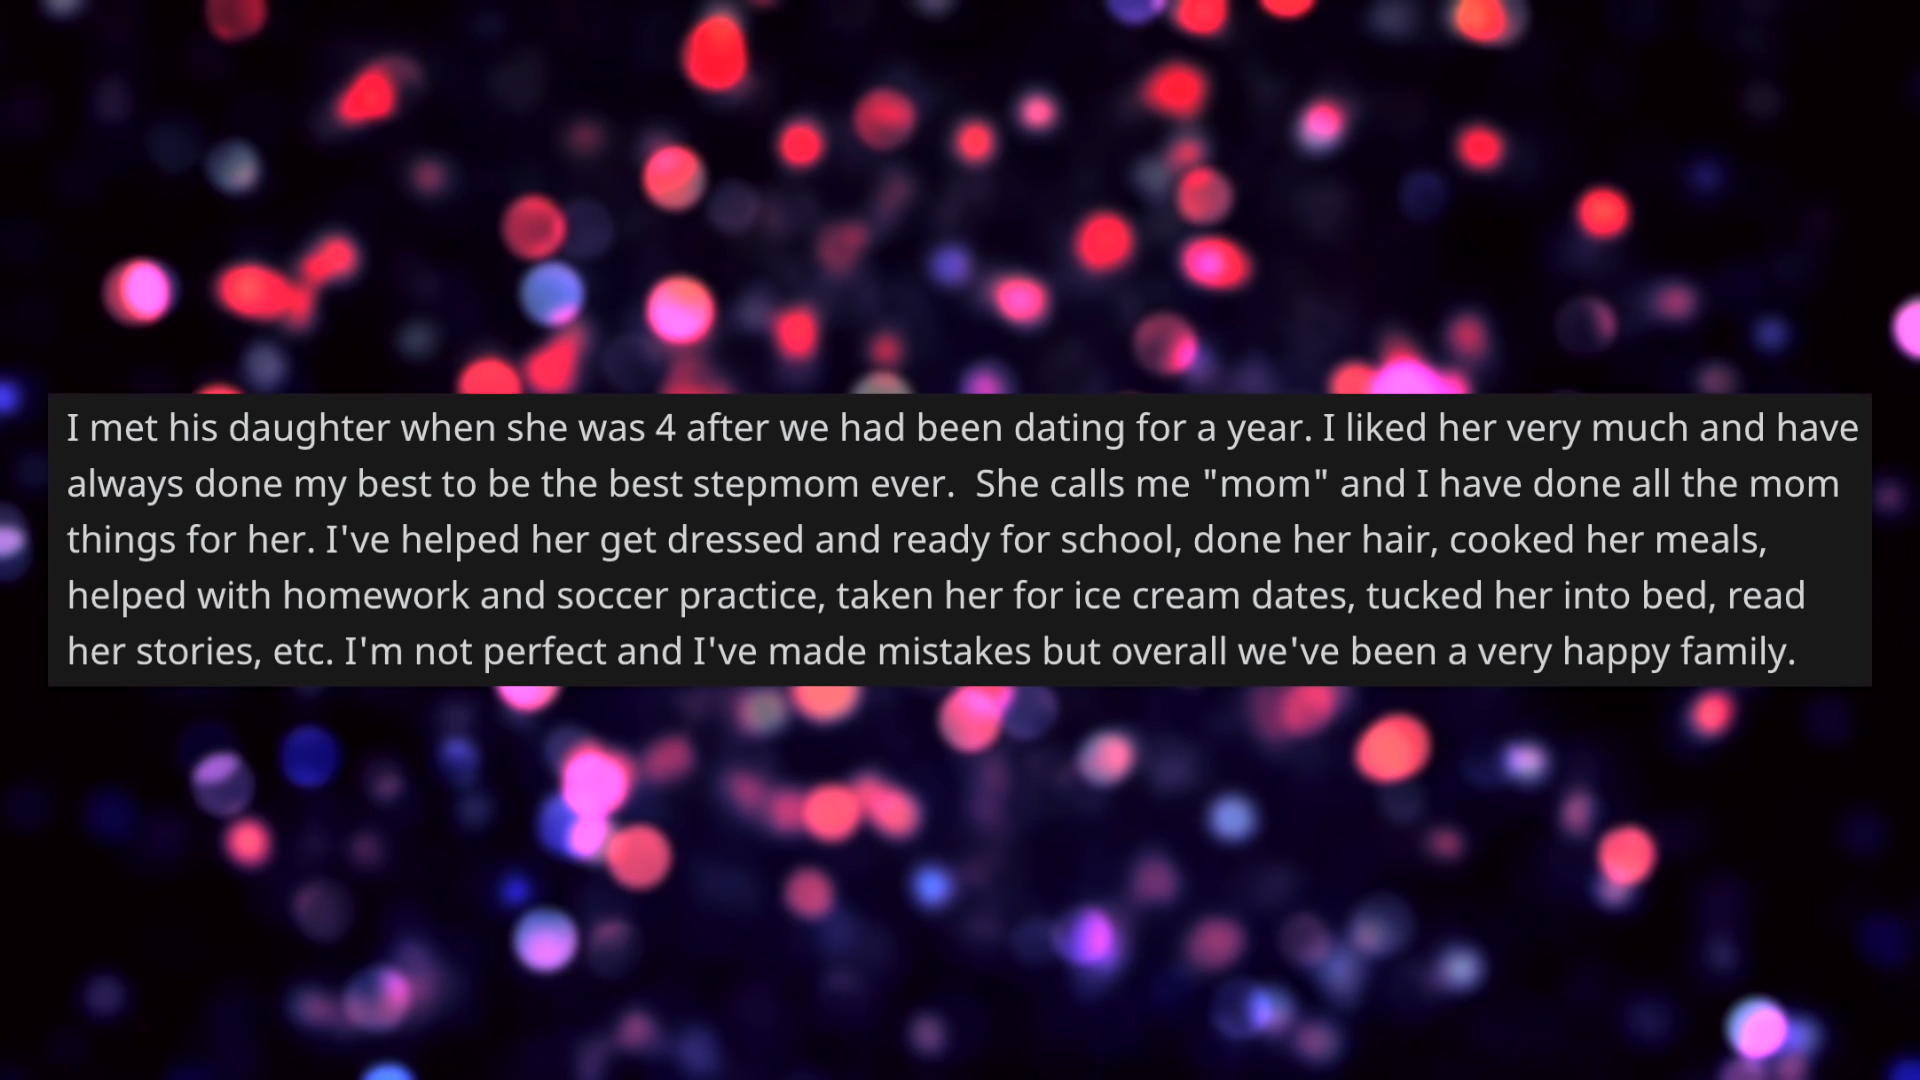 I met his daughter when she was 4 after we had been dating for a year. I liked her very much and have
always done my best to be the best stepmom ever.  She calls me "mom" and I have done all the mom
things for her. I've helped her get dressed and ready for school, done her hair, cooked her meals,
helped with homework and soccer practice, taken her for ice cream dates, tucked her into bed, read
her stories, etc. I'm not perfect and I've made mistakes but overall we've been a very happy family.